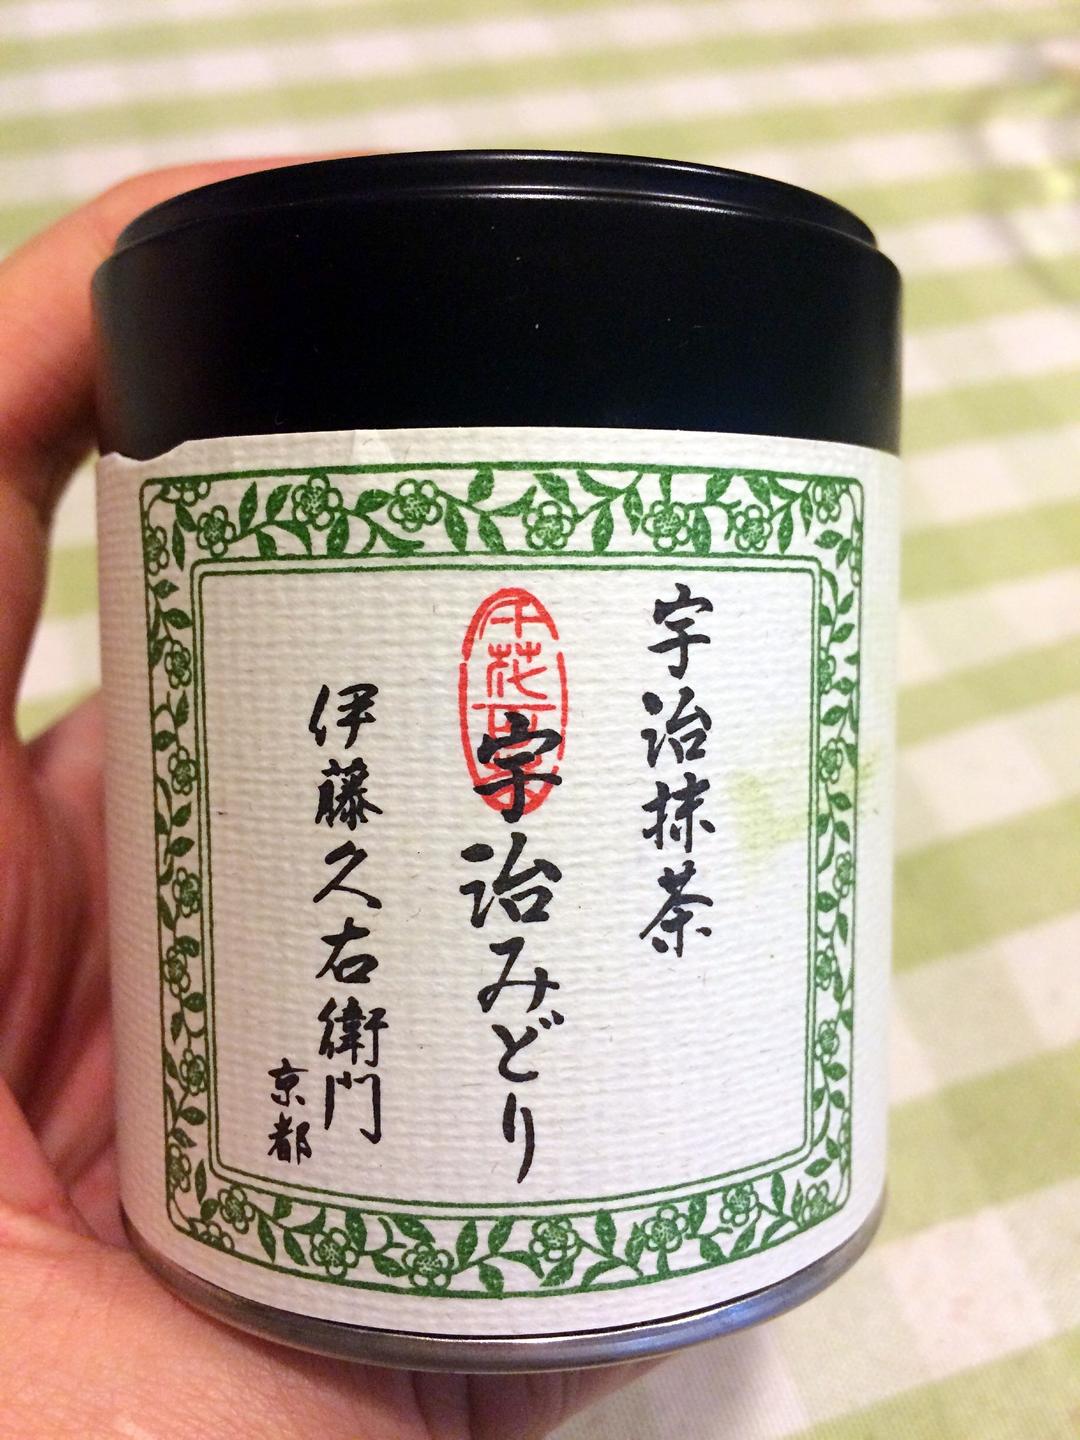 宇治抹茶
宇治みどり
伊藤久右衛門
京都